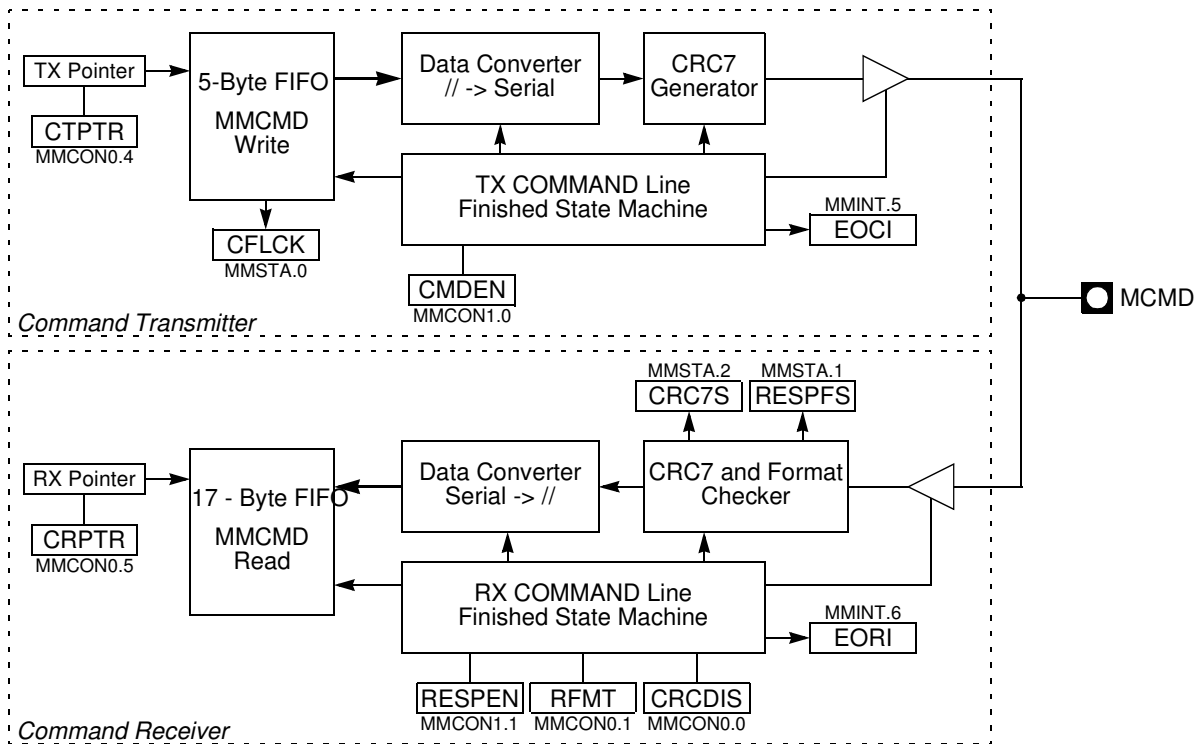 TX Pointer
CTPTR
MMCON0.4
5-Byte FIFO
MMCMD
Write
CFLCK
MMSTA.0
Data Converter
// -> Serial
CRC7
Generator
TX COMMAND Line
Finished State Machine
CMDEN
MMCON1.0
MMINT.5
EOCI
Command Transmitter
MCMD
MMSTA.2
CRC7S
MMSTA.1
RESPFS
RX Pointer
CRPTR
MMCON0.5
17 - Byte FIFO
MMCMD
Read
Data Converter
Serial -> //
CRC7 and Format
Checker
RX COMMAND Line
Finished State Machine
MMINT.6
EORI
RESPEN
MMCON1.1
RFMT
MMCON0.1
CRCDIS
MMCON0.0
Command Receiver